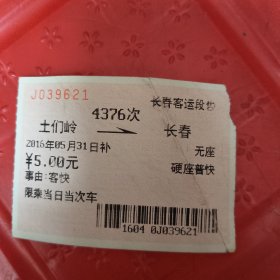 J039621
长春客运段
4376次
土们岭
长春
2016年05月31日补
无座
¥5.00元
硬座普快
事由:客快
限乘当日当次车
1604 0J039621